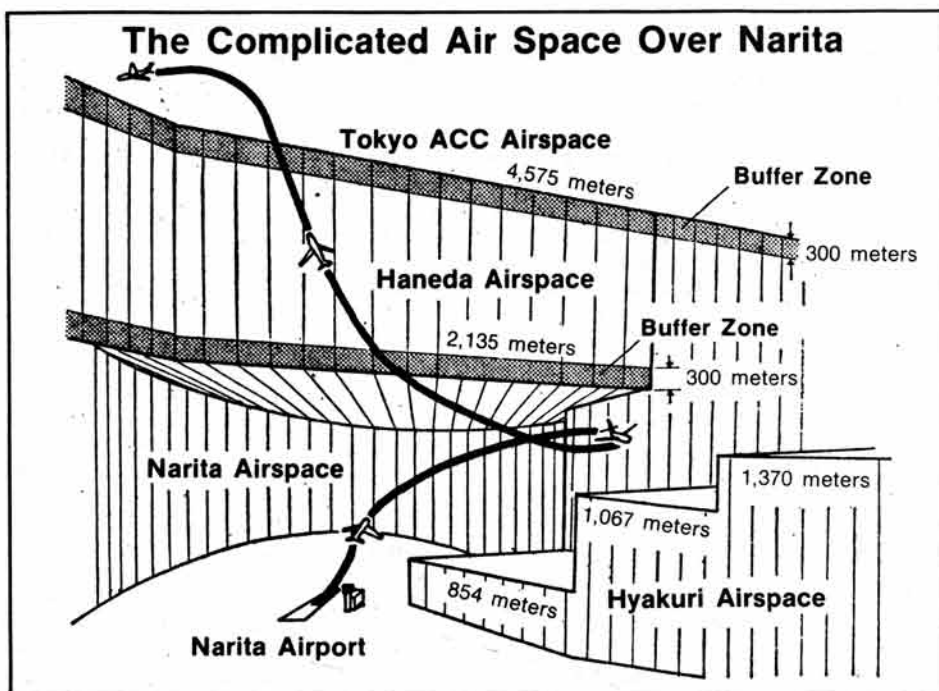 The Complicated Air Space Over Narita
Tokyo ACC Airspace
4,575 meters
Buffer Zone
300 meters
Haneda Airspace
2,135 meters
Buffer Zone
300 meters
Narita Airspace
1,370 meters
1,067 meters
854 meters
Hyakuri Airspace
Narita Airport